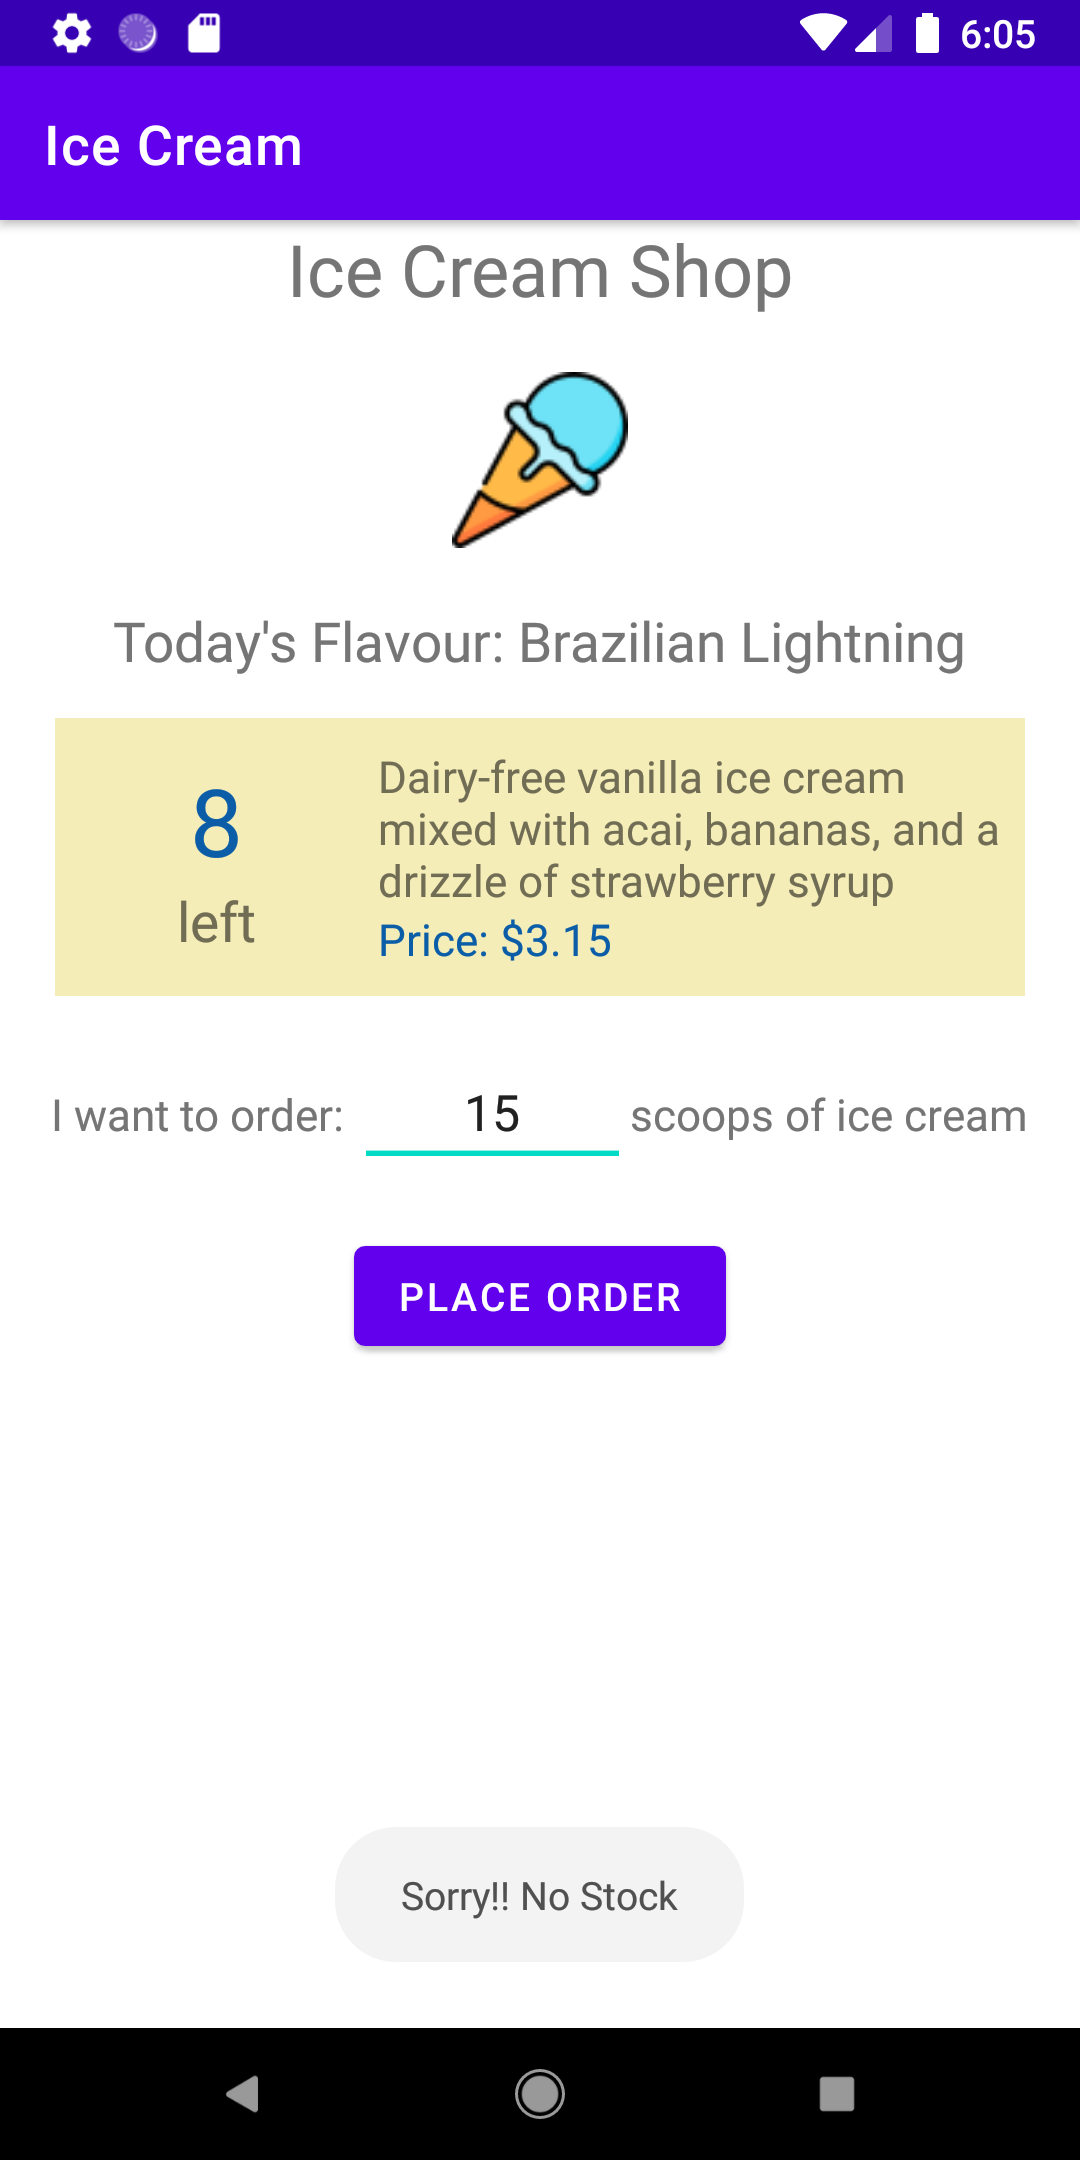 6:05
Ice Cream
Ice Cream Shop
Today's Flavour: Brazilian Lightning
8
left
Dairy-free vanilla ice cream
mixed with acai, bananas, and a
drizzle of strawberry syrup
Price: $3.15
I want to order: 15 scoops of ice cream
PLACE ORDER
Sorry!! No Stock